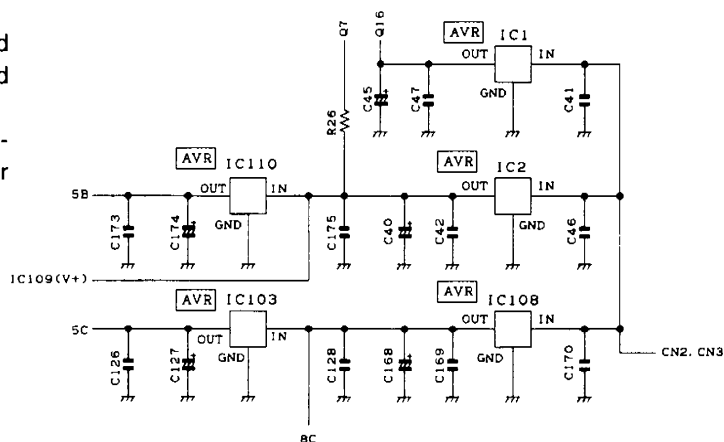 d
d
-
r
Q7
Q16
AVR IC1
OUT IN
GND
C45
C47
C41
R26
AVR IC110
OUT IN
GND
AVR IC2
OUT IN
GND
5B
C173
C174
C175
C40
C42
C46
IC109(V+)
AVR IC103
OUT IN
GND
AVR IC108
OUT IN
GND
5C
C126
C127
C128
C168
C169
C170
CN2, CN3
8C